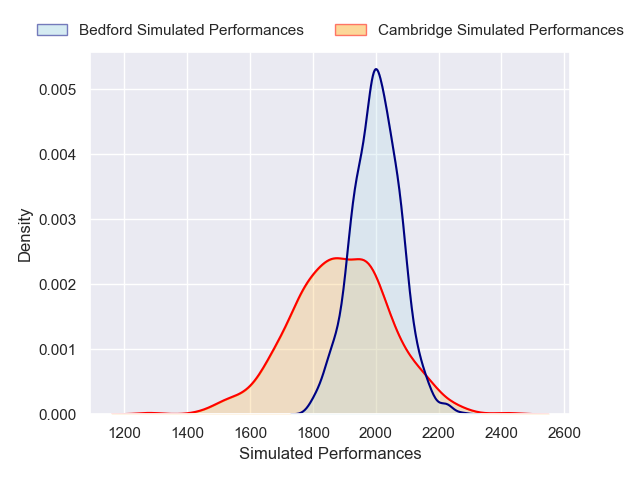 Bedford Simulated Performances
Cambridge Simulated Performances
Density
0.005
0.004
0.003
0.002
0.001
0.000
1200 1400 1600 1800 2000 2200 2400 2600
Simulated Performances